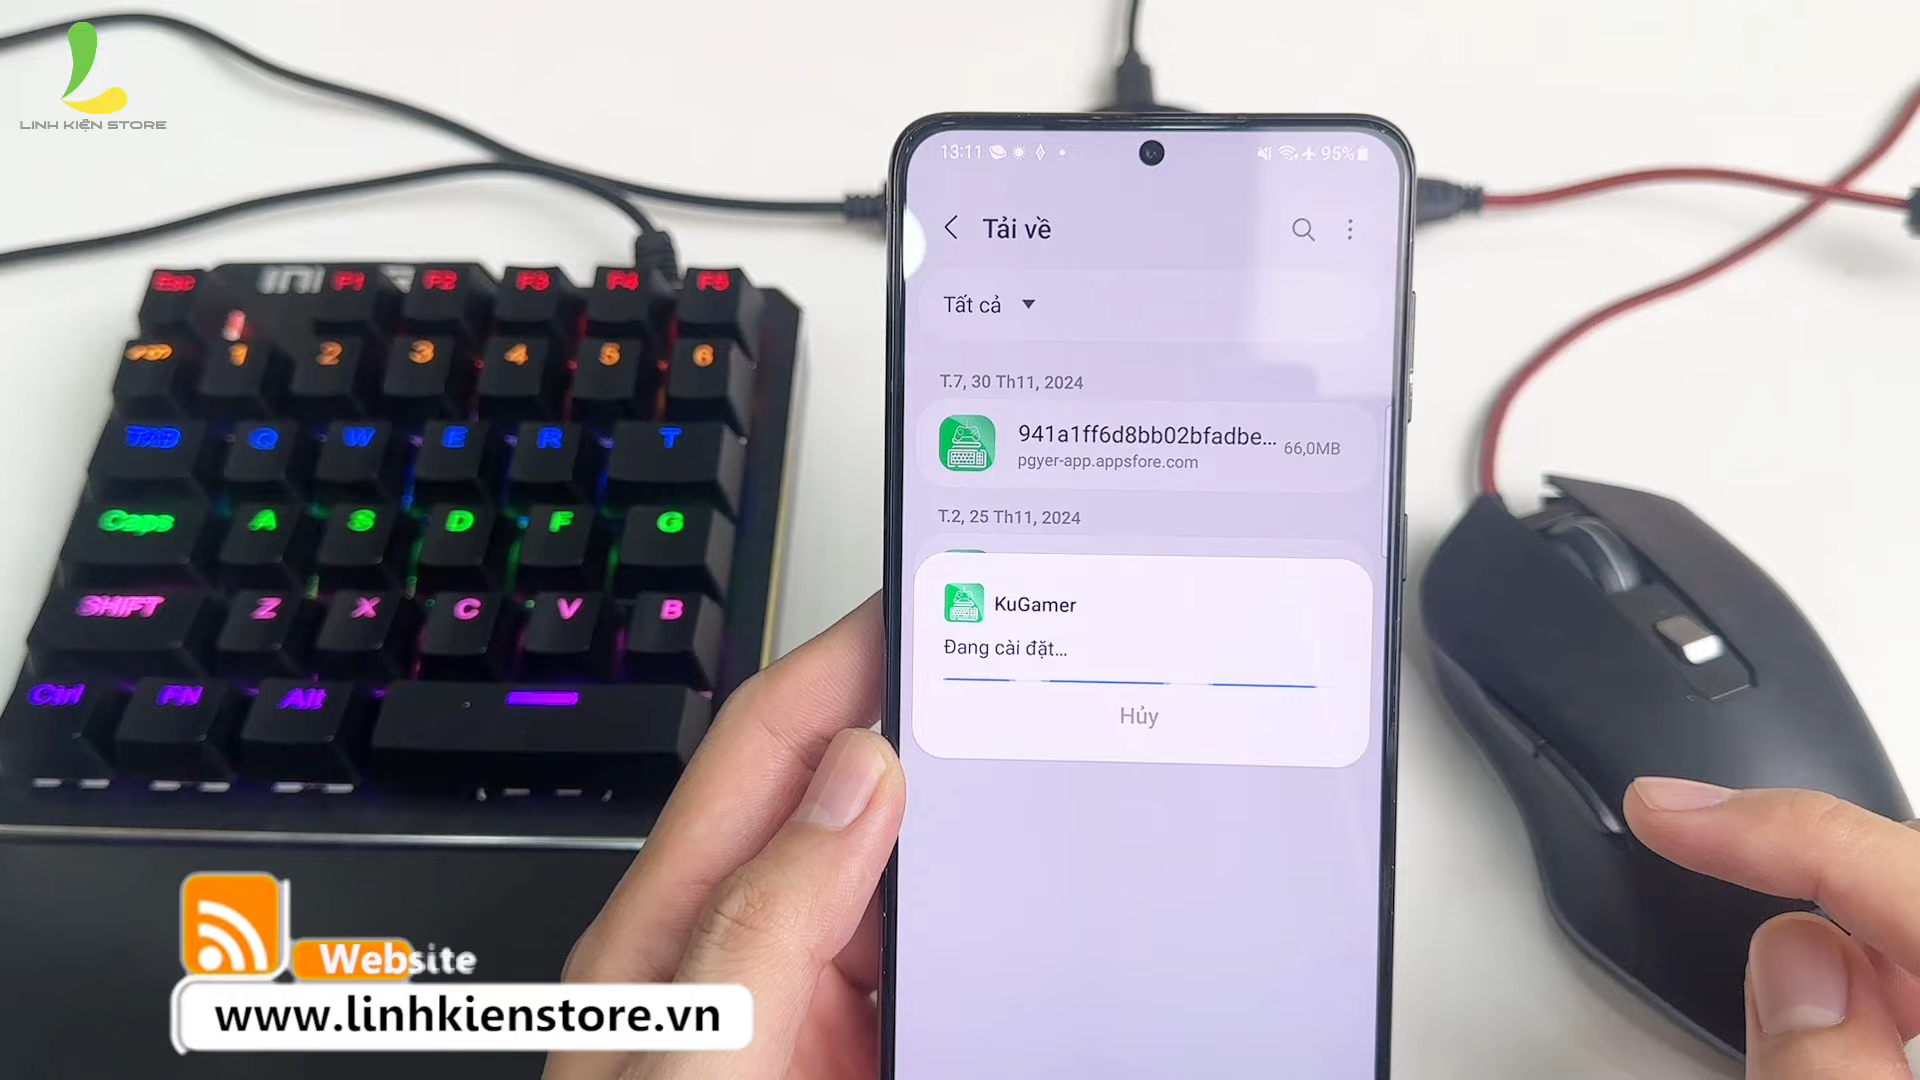 LINH KIỆN STORE
13:11
95%
Tải về
Tất cả
T.7, 30 Th11, 2024
941a1ff6d8bb02bfadbe...
66,0MB
pgyer-app.appsfore.com
T.2, 25 Th11, 2024
KuGamer
Đang cài đặt...
Hủy
Esc F1 F2 F3 F4 F5
1 2 3 4 5 6
TAB Q W E R T
Caps A S D F G
SHIFT Z X C V B
Ctrl FN Alt
Website
www.linhkienstore.vn